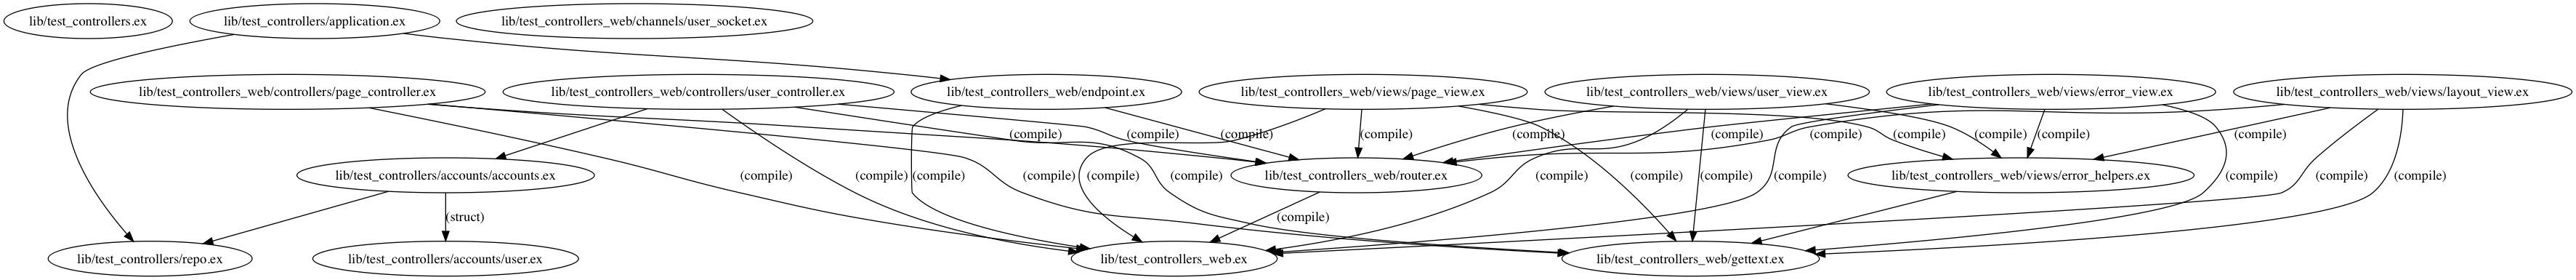 lib/test_controllers.ex
lib/test_controllers/application.ex
lib/test_controllers_web/channels/user_socket.ex
lib/test_controllers_web/controllers/page_controller.ex
lib/test_controllers_web/controllers/user_controller.ex
lib/test_controllers_web/endpoint.ex
lib/test_controllers_web/views/page_view.ex
lib/test_controllers_web/views/user_view.ex
lib/test_controllers_web/views/error_view.ex
lib/test_controllers_web/views/layout_view.ex
(compile)
(compile)
(compile)
(compile)
(compile)
(compile)
(compile)
(compile)
(compile)
(compile)
(compile)
lib/test_controllers/accounts/accounts.ex
(compile)
(compile)
(compile)
(compile)
(compile)
(compile)
lib/test_controllers_web/router.ex
(compile)
(compile)
(compile)
(compile)
lib/test_controllers_web/views/error_helpers.ex
(compile)
(compile)
(compile)
(struct)
(compile)
lib/test_controllers/repo.ex
lib/test_controllers/accounts/user.ex
lib/test_controllers_web.ex
lib/test_controllers_web/gettext.ex